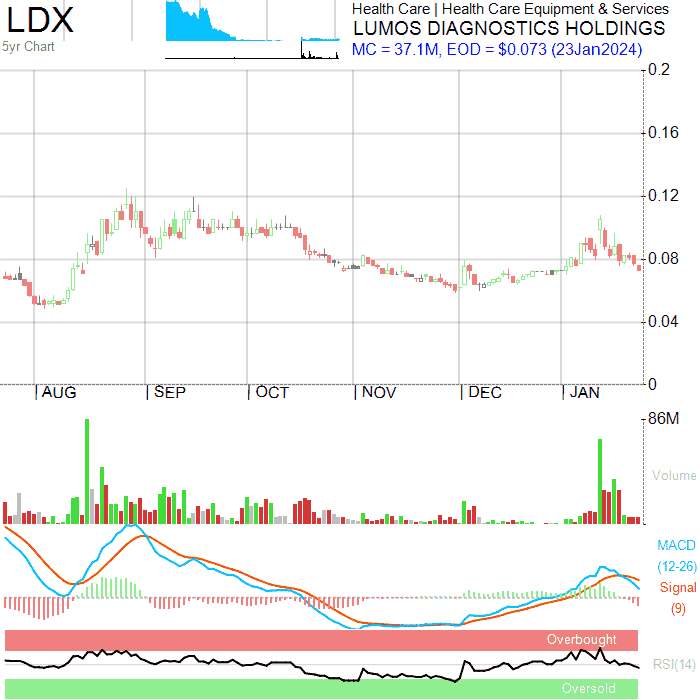 LDX
5yr Chart
Health Care | Health Care Equipment & Services
LUMOS DIAGNOSTICS HOLDINGS
MC = 37.1M, EOD = $0.073 (23Jan2024)
0.2
0.16
0.12
0.08
0.04
0
AUG SEP OCT NOV DEC JAN
86M
Volume
MACD
(12-26)
Signal
(9)
Overbought
RSI(14)
Oversold